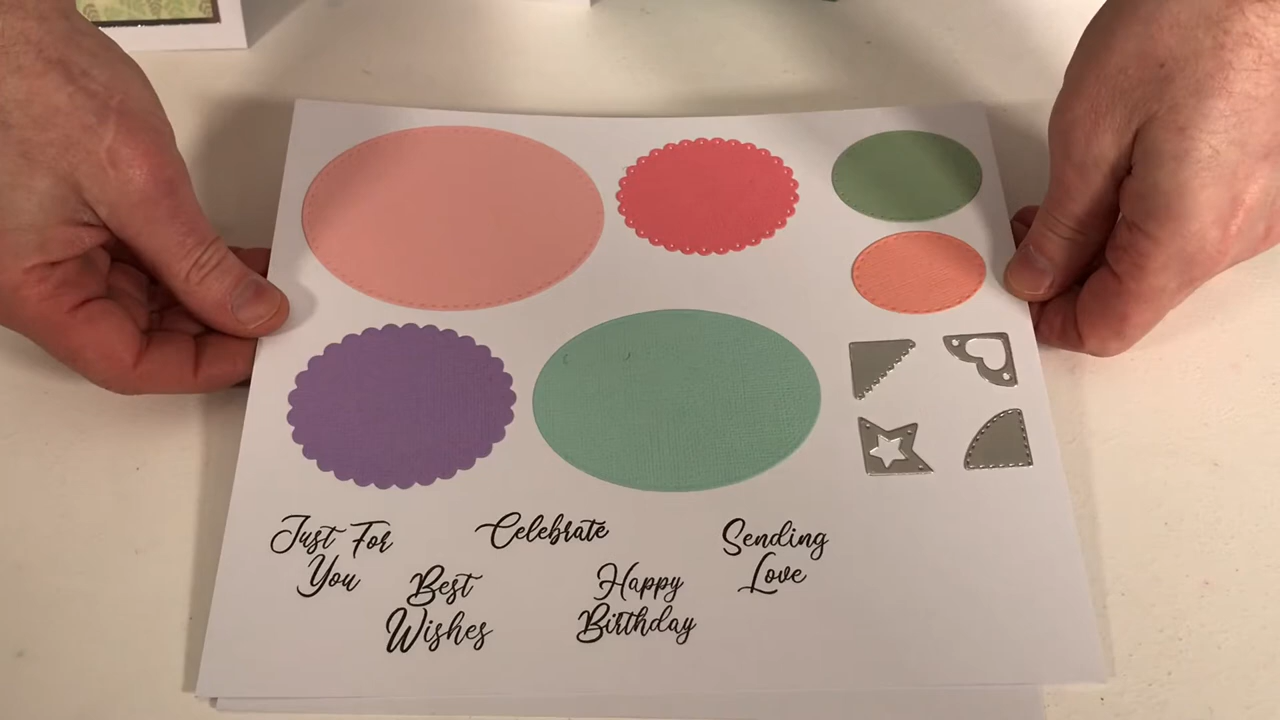 Just For
You
Celebrate
Sending
Love
Best
Wishes
Happy
Birthday